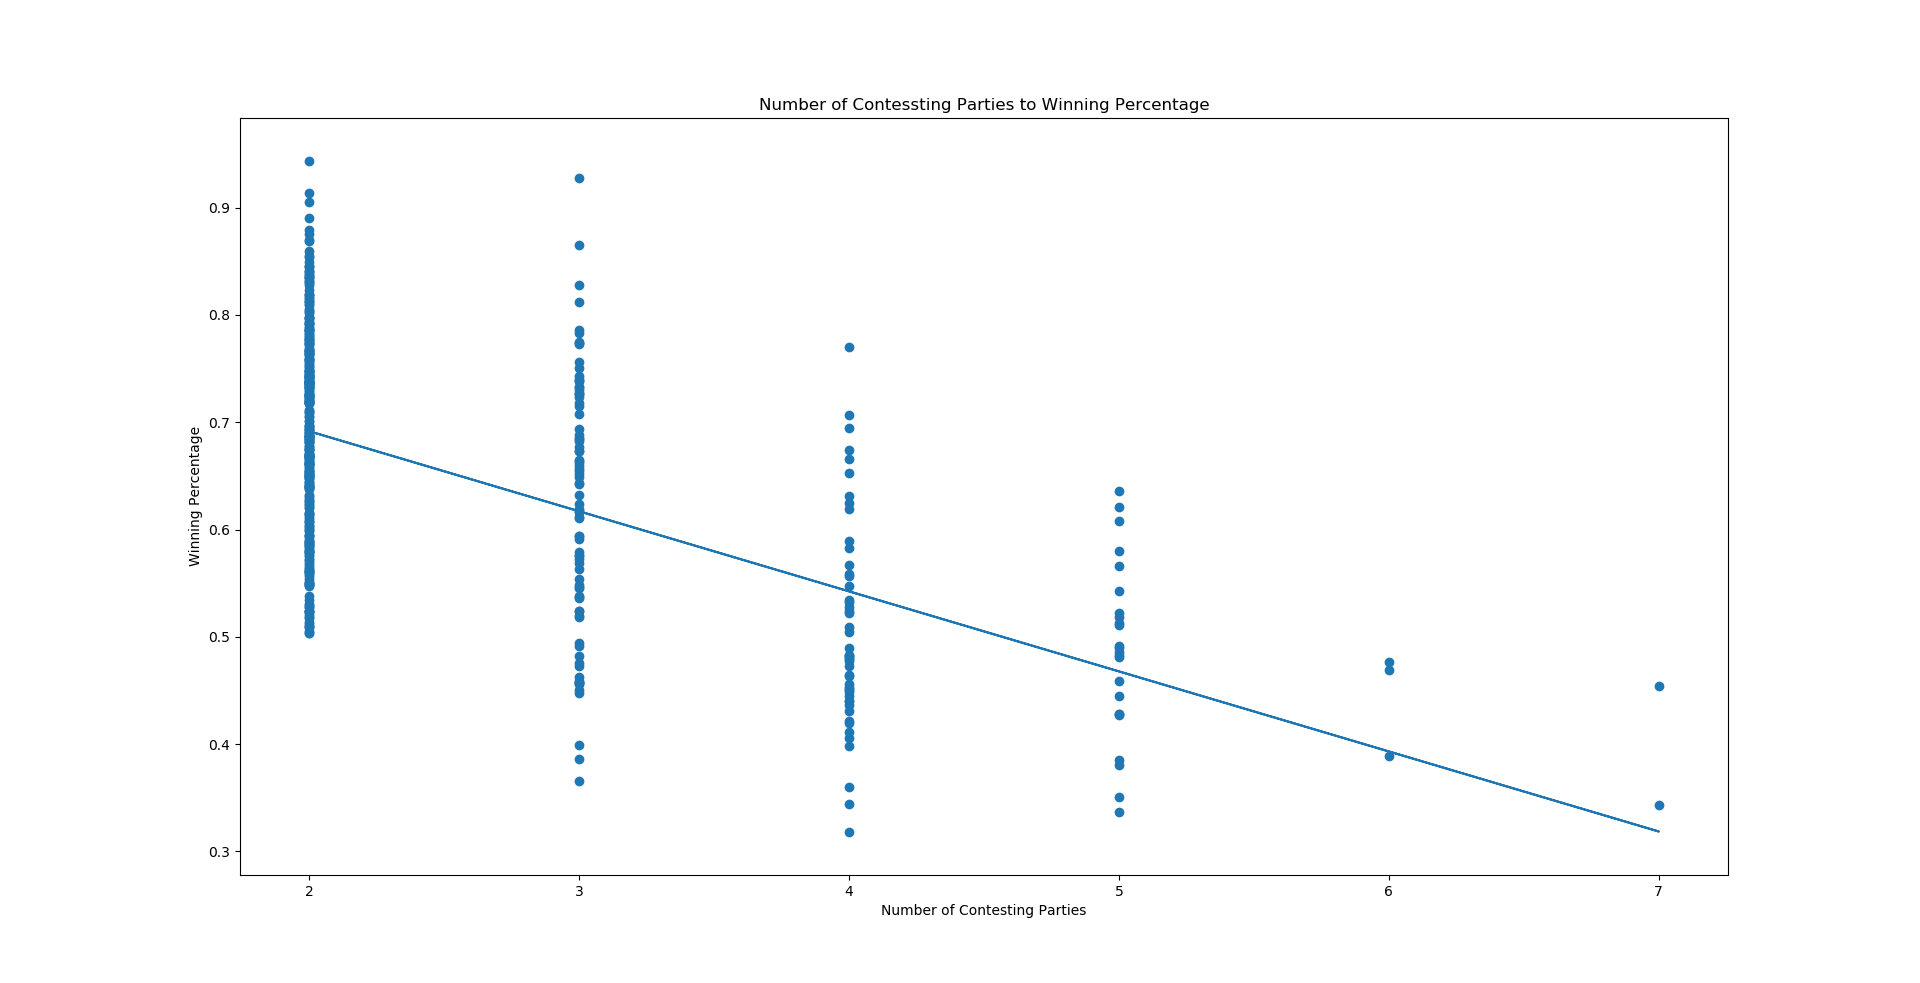 Number of Contessting Parties to Winning Percentage
0.9
0.8
0.7
0.6
0.5
0.4
0.3
Winning Percentage
2 3 4 5 6 7
Number of Contesting Parties